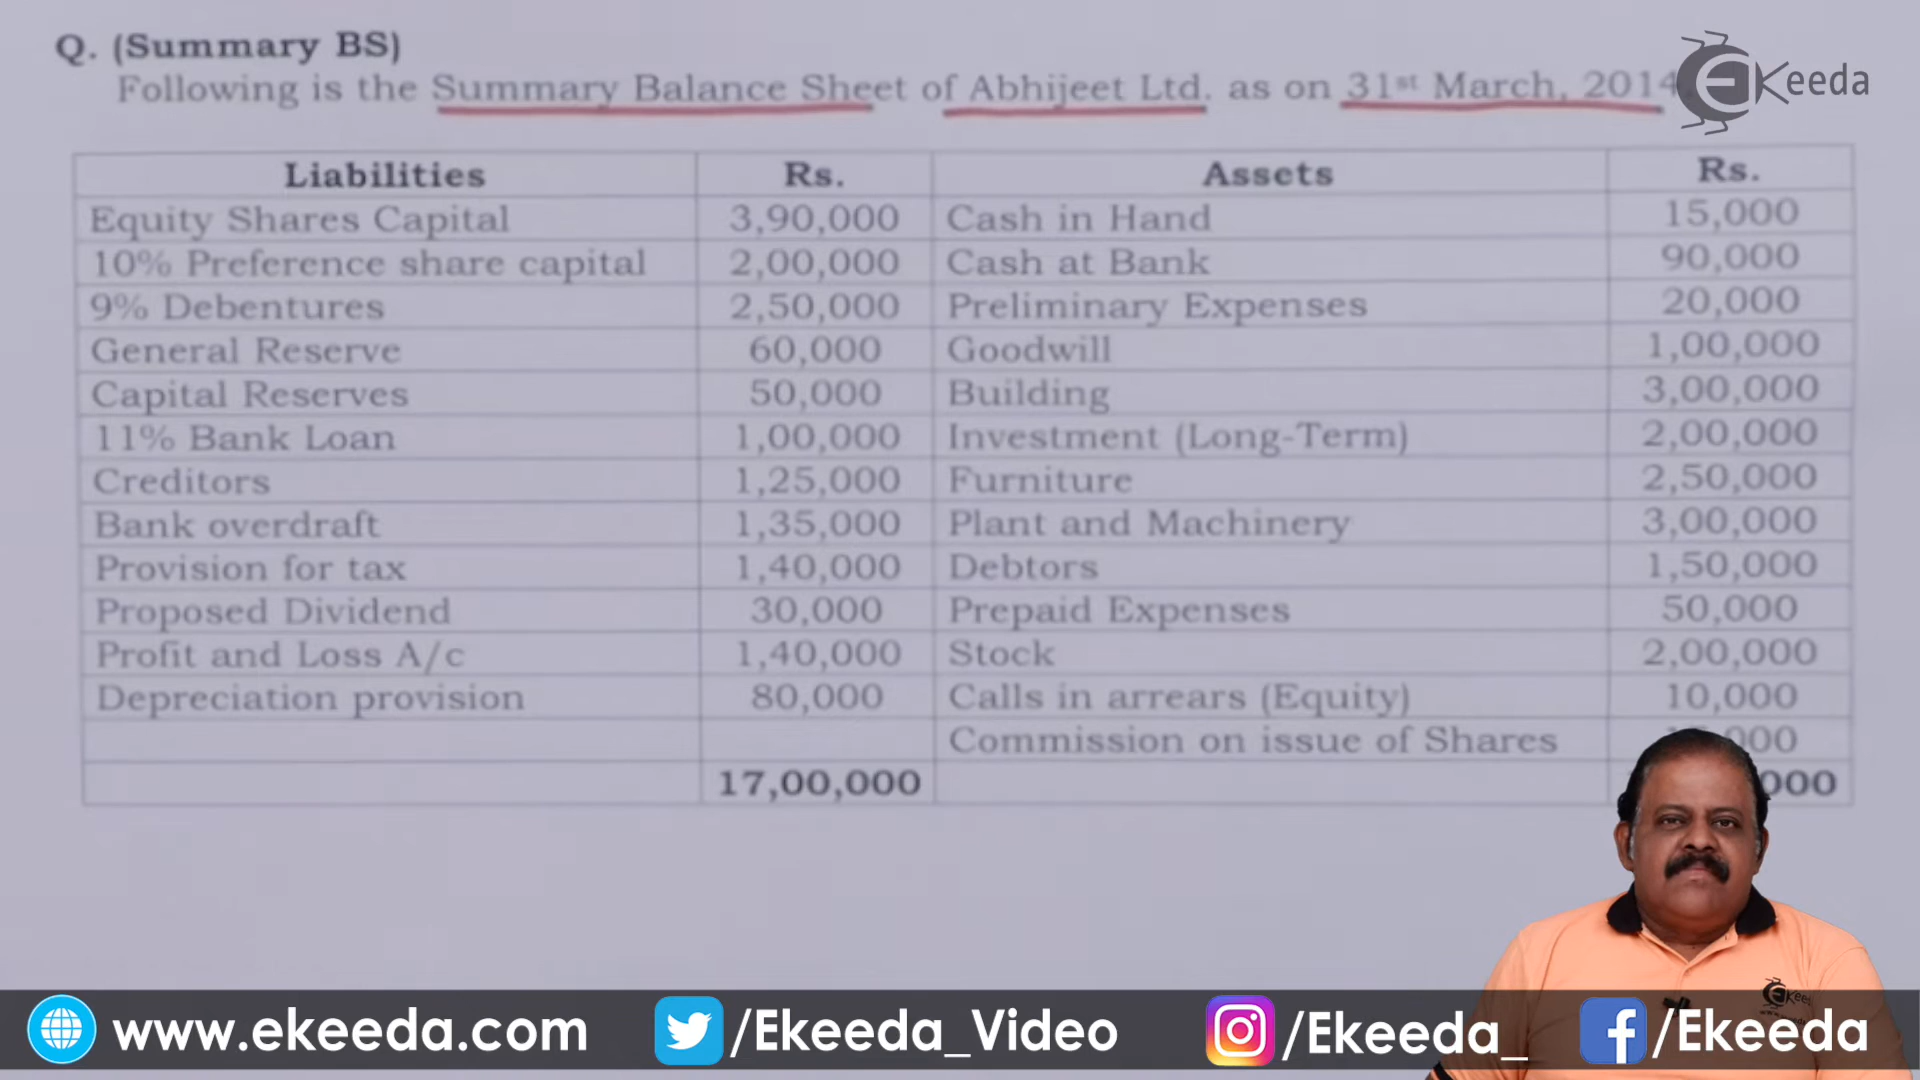 Q. (Summary BS)
Following is the Summary Balance Sheet of Abhijeet Ltd. as on 31st March, 2014
Ekeeda
Liabilities Rs. Assets Rs.
Equity Shares Capital 3,90,000 Cash in Hand 15,000
10% Preference share capital 2,00,000 Cash at Bank 90,000
9% Debentures 2,50,000 Preliminary Expenses 20,000
General Reserve 60,000 Goodwill 1,00,000
Capital Reserves 50,000 Building 3,00,000
11% Bank Loan 1,00,000 Investment (Long-Term) 2,00,000
Creditors 1,25,000 Furniture 2,50,000
Bank overdraft 1,35,000 Plant and Machinery 3,00,000
Provision for tax 1,40,000 Debtors 1,50,000
Proposed Dividend 30,000 Prepaid Expenses 50,000
Profit and Loss A/c 1,40,000 Stock 2,00,000
Depreciation provision 80,000 Calls in arrears (Equity) 10,000
Commission on issue of Shares
17,00,000
www.ekeeda.com /Ekeeda_Video /Ekeeda_ /Ekeeda